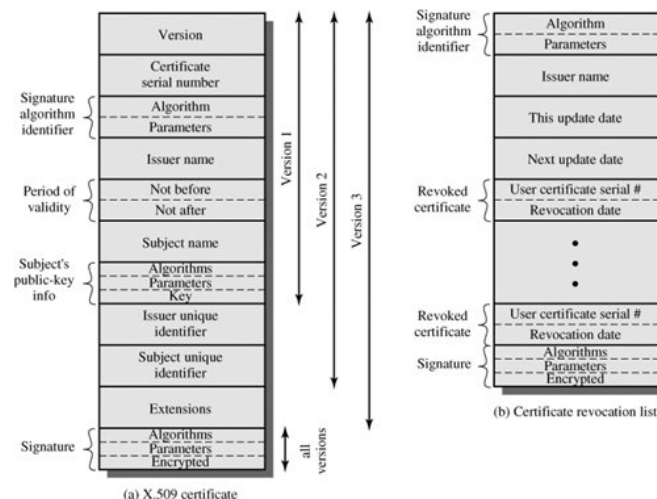 Version
Certificate
serial number
Signature
algorithm
identifier
Algorithm
Parameters
Issuer name
Period of
validity
Not before
Not after
Subject name
Subject's
public-key
info
Algorithms
Parameters
Key
Issuer unique
identifier
Subject unique
identifier
Extensions
Signature
Algorithms
Parameters
Encrypted
Version 1
Version 2
Version 3
all
versions
(a) X.509 certificate
Signature
algorithm
identifier
Algorithm
Parameters
Issuer name
This update date
Next update date
Revoked
certificate
User certificate serial #
Revocation date
Revoked
certificate
User certificate serial #
Revocation date
Signature
Algorithms
Parameters
Encrypted
(b) Certificate revocation list